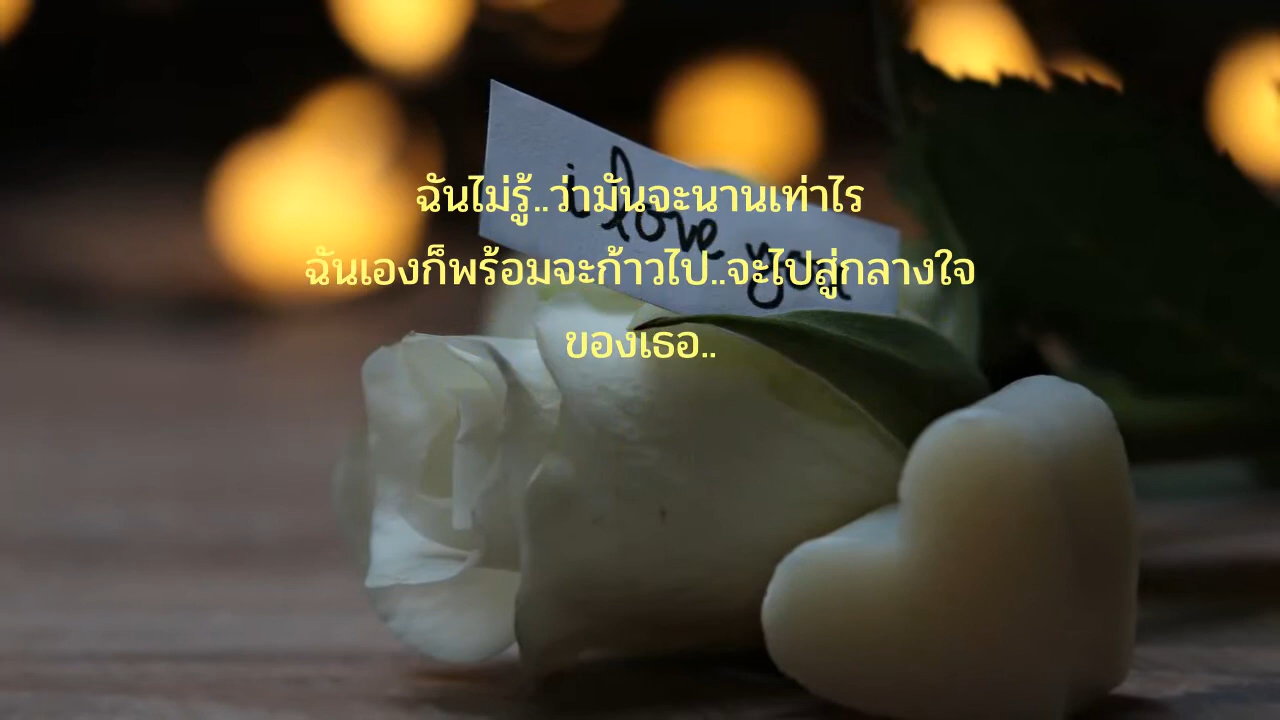 i love you
ฉันไม่รู้..ว่ามันจะนานเท่าไร
ฉันเองก็พร้อมจะก้าวไป..จะไปสู่กลางใจ
ของเธอ..